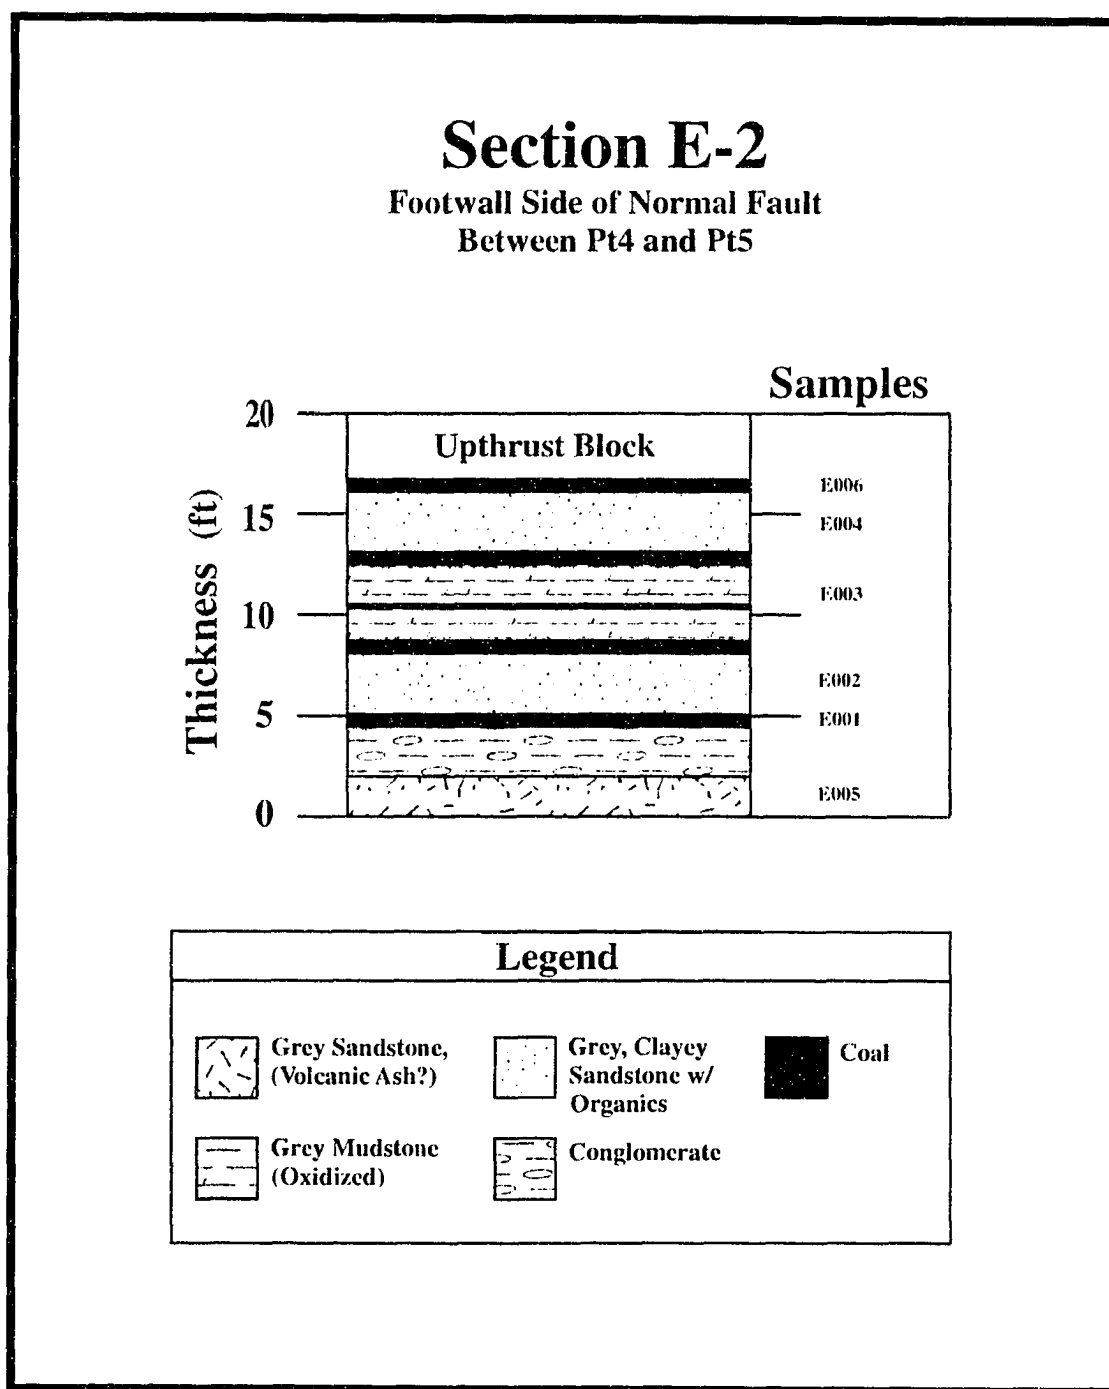 Section E-2
Footwall Side of Normal Fault
Between Pt4 and Pt5
Samples
20
Upthrust Block
E006
15
E004
Thickness (ft)
E003
10
E002
5
E001
E005
0
Legend
Grey Sandstone,
(Volcanic Ash?)
Grey, Clayey
Sandstone w/
Organics
Coal
Grey Mudstone
(Oxidized)
Conglomerate